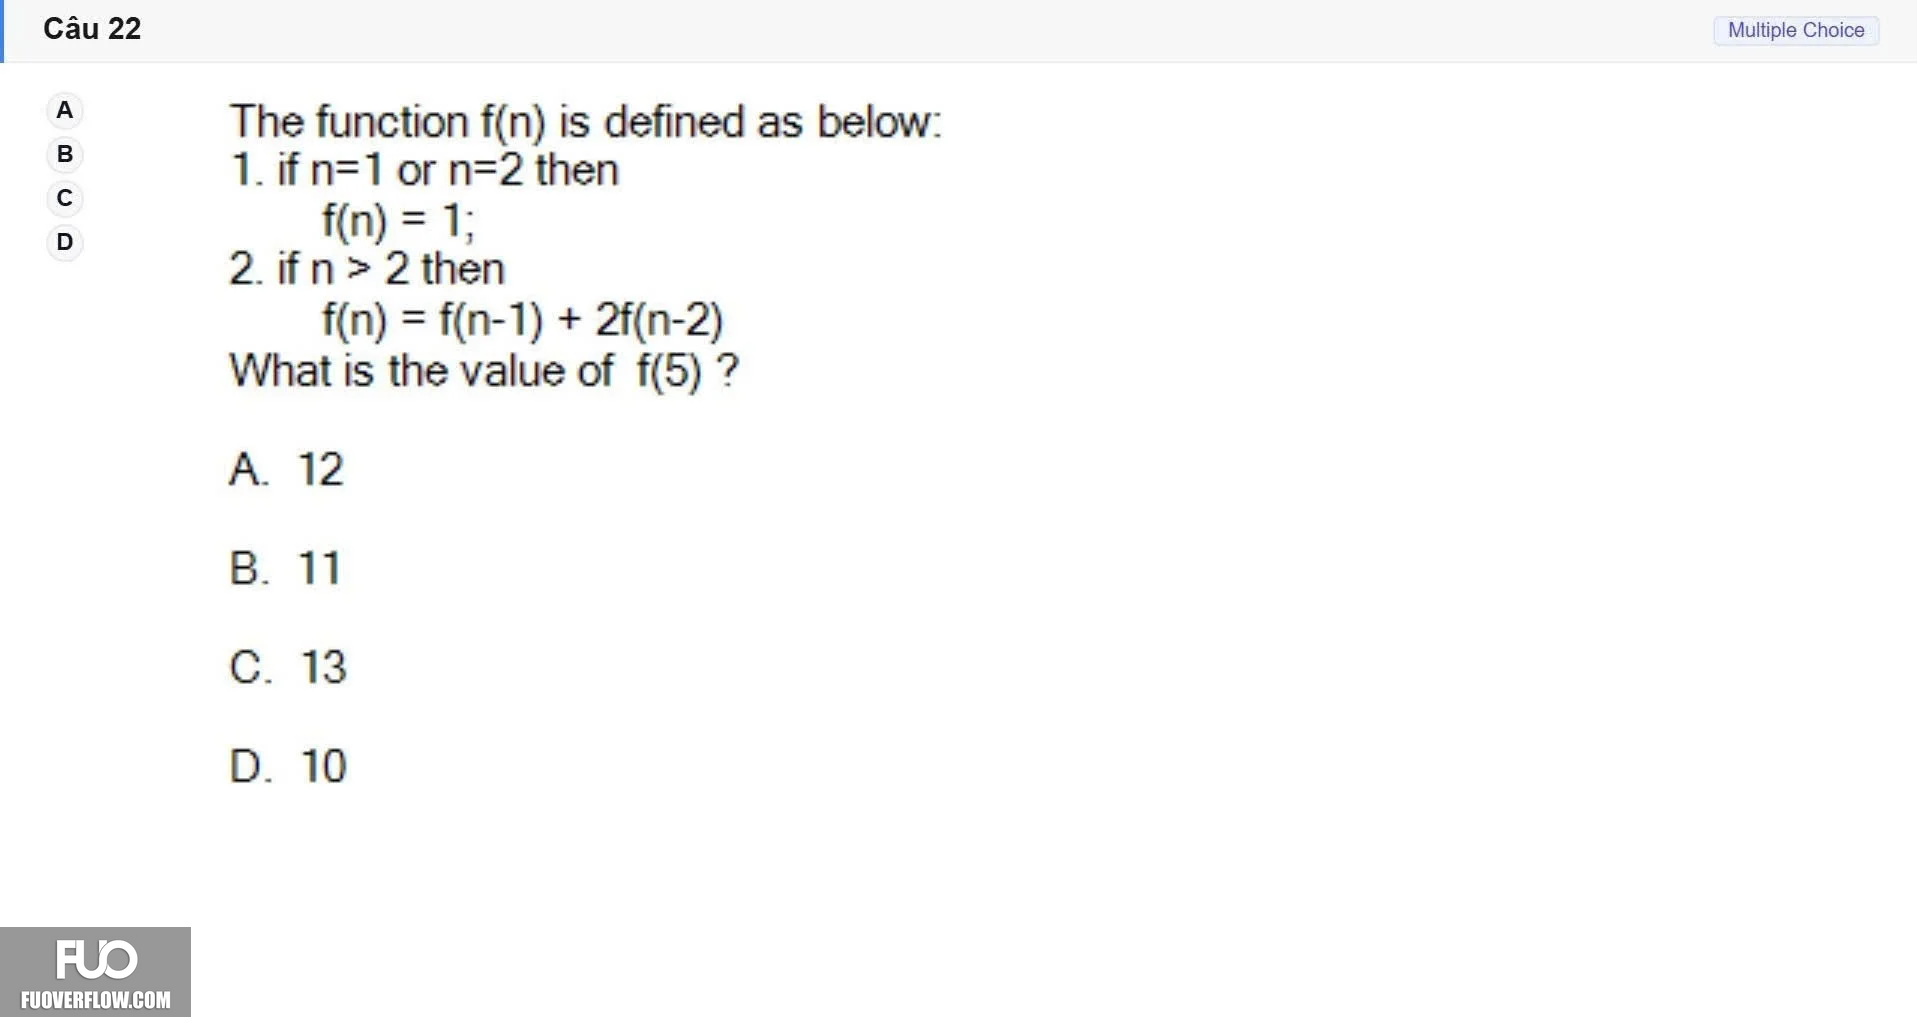 Câu 22
Multiple Choice
A
B
C
D
The function f(n) is defined as below:
1. if n=1 or n=2 then
f(n) = 1;
2. if n > 2 then
f(n) = f(n-1) + 2f(n-2)
What is the value of f(5) ?
A. 12
B. 11
C. 13
D. 10
FUO
FUOVERFLOW.COM